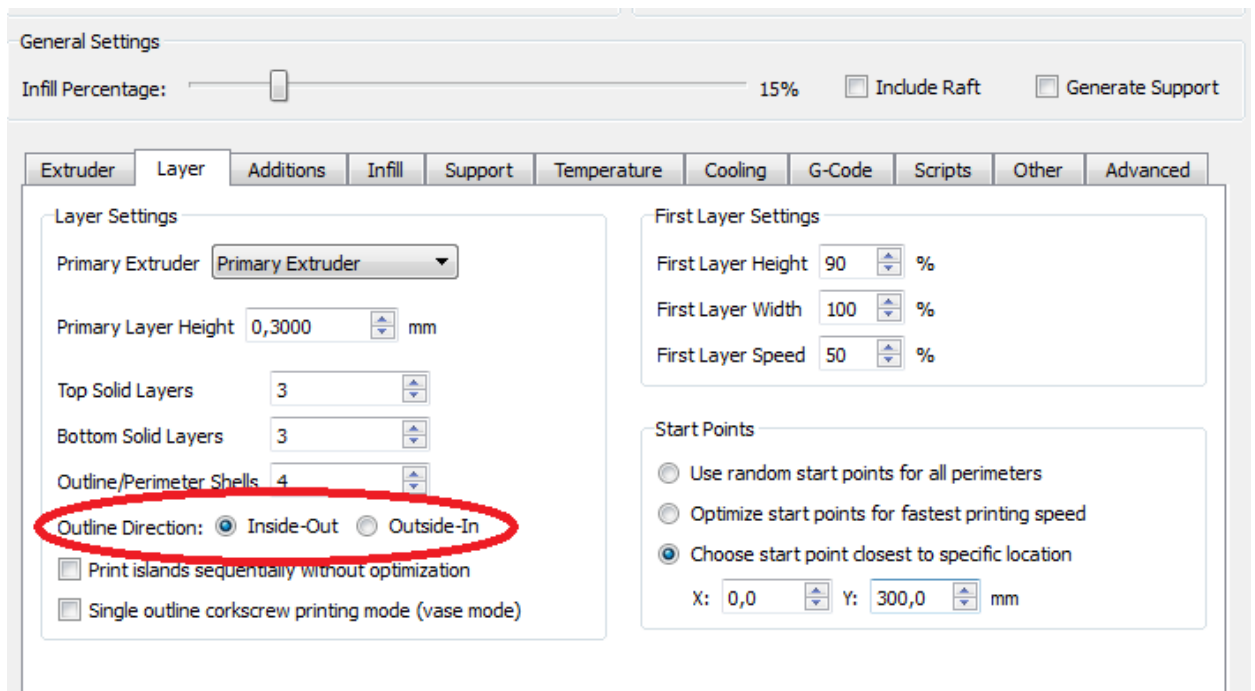 General Settings
Infill Percentage: 15% Include Raft Generate Support
Extruder Layer Additions Infill Support Temperature Cooling G-Code Scripts Other Advanced
Layer Settings
Primary Extruder Primary Extruder
Primary Layer Height 0,3000 mm
Top Solid Layers 3
Bottom Solid Layers 3
Outline/Perimeter Shells 4
Outline Direction: Inside-Out Outside-In
Print islands sequentially without optimization
Single outline corkscrew printing mode (vase mode)
First Layer Settings
First Layer Height 90 %
First Layer Width 100 %
First Layer Speed 50 %
Start Points
Use random start points for all perimeters
Optimize start points for fastest printing speed
Choose start point closest to specific location
X: 0,0 Y: 300,0 mm